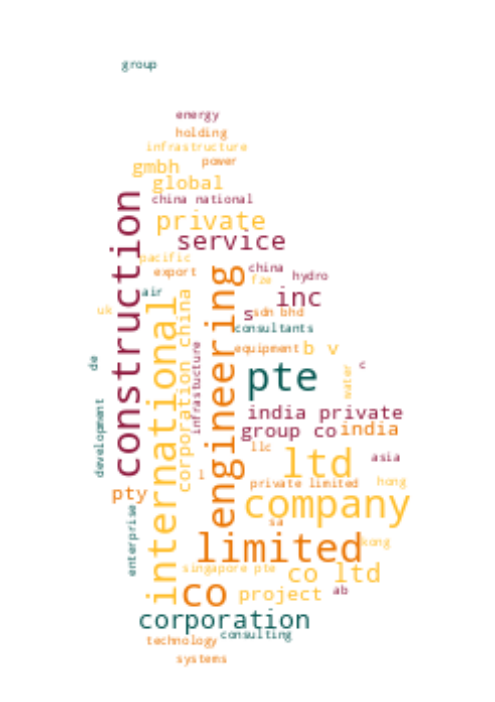 group
energy
holding
infrastructure
power
gmbh
global
china national
construction
private
service
pacific
china
export
engineering
hydro
fze
air
inc
international
corporation china
uk
s
sdn bhd
consultants
infrastucture
equipment
b v
de
pte
water
c
india private
development
group co
india
llc
ltd
asia
l
private limited
hong
pty
company
enterprise
sa
limited
kong
singapore pte
co ltd
co
project
ab
corporation
consulting
technology
systems